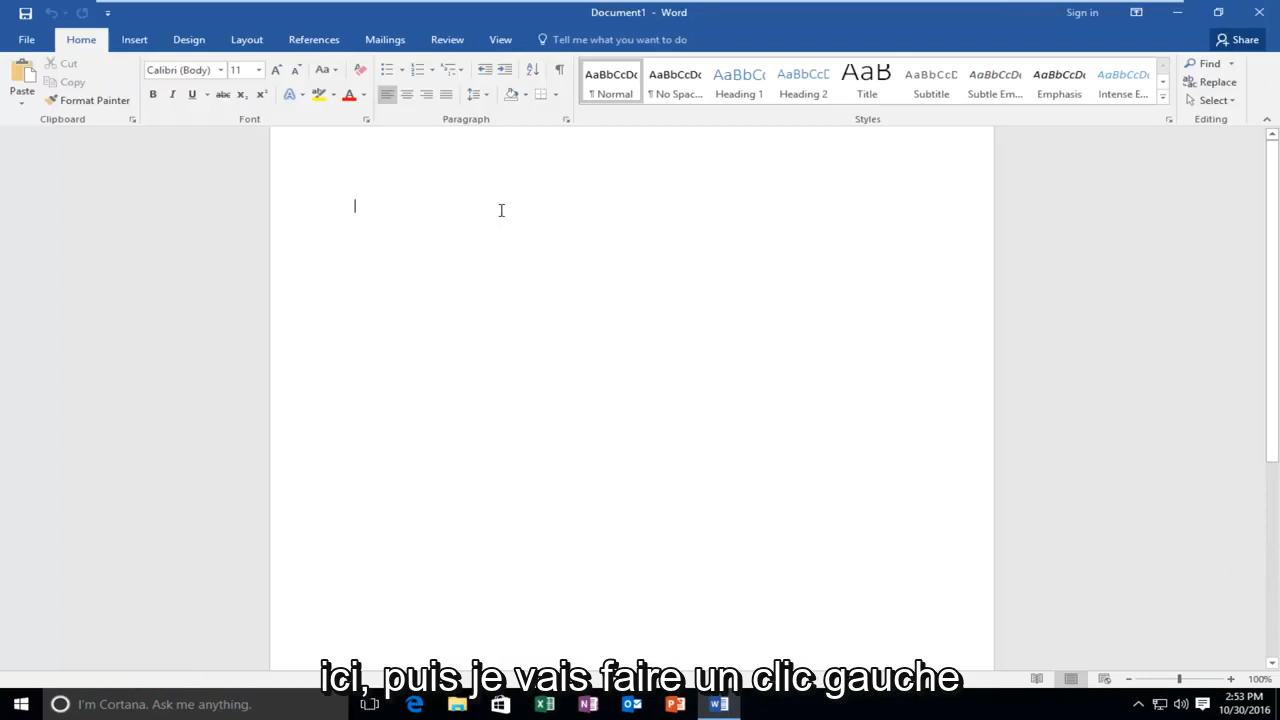 Document1 - Word
Sign in
File Home Insert Design Layout References Mailings Review View Tell me what you want to do Share
Paste
Cut
Copy
Format Painter
Clipboard
Calibri (Body) 11
Font
Paragraph
AaBbCcDc AaBbCcDc AaBbCc AaBbCcD AaB AaBbCcD AaBbCcDc AaBbCcDc AaBbCcDc
¶ Normal ¶ No Spac... Heading 1 Heading 2 Title Subtitle Subtle Em... Emphasis Intense E...
Styles
Find
Replace
Select
Editing
ici, puis je vais faire un clic gauche
100%
I'm Cortana. Ask me anything.
2:53 PM
10/30/2016